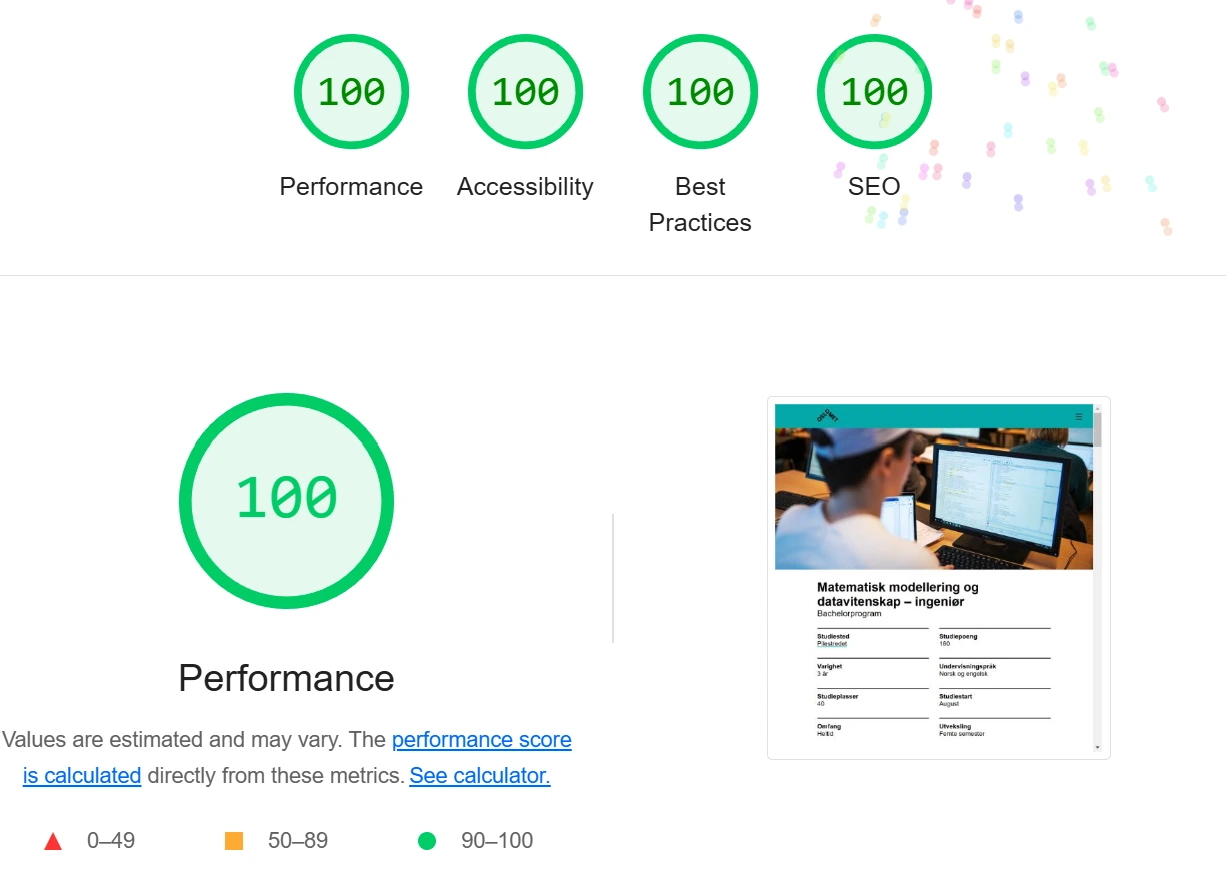 100
100
100
100
Performance
Accessibility
Best
Practices
SEO
100
Performance
Values are estimated and may vary. The performance score
is calculated directly from these metrics. See calculator.
0–49
50–89
90–100
OSLOMET
Matematisk modellering og
datavitenskap – ingeniør
Bachelorprogram
Studiested
Pilestredet
Studiepoeng
180
Varighet
3 år
Undervisningspråk
Norsk og engelsk
Studieplasser
40
Studiestart
August
Omfang
Heltid
Utveksling
Femte semester